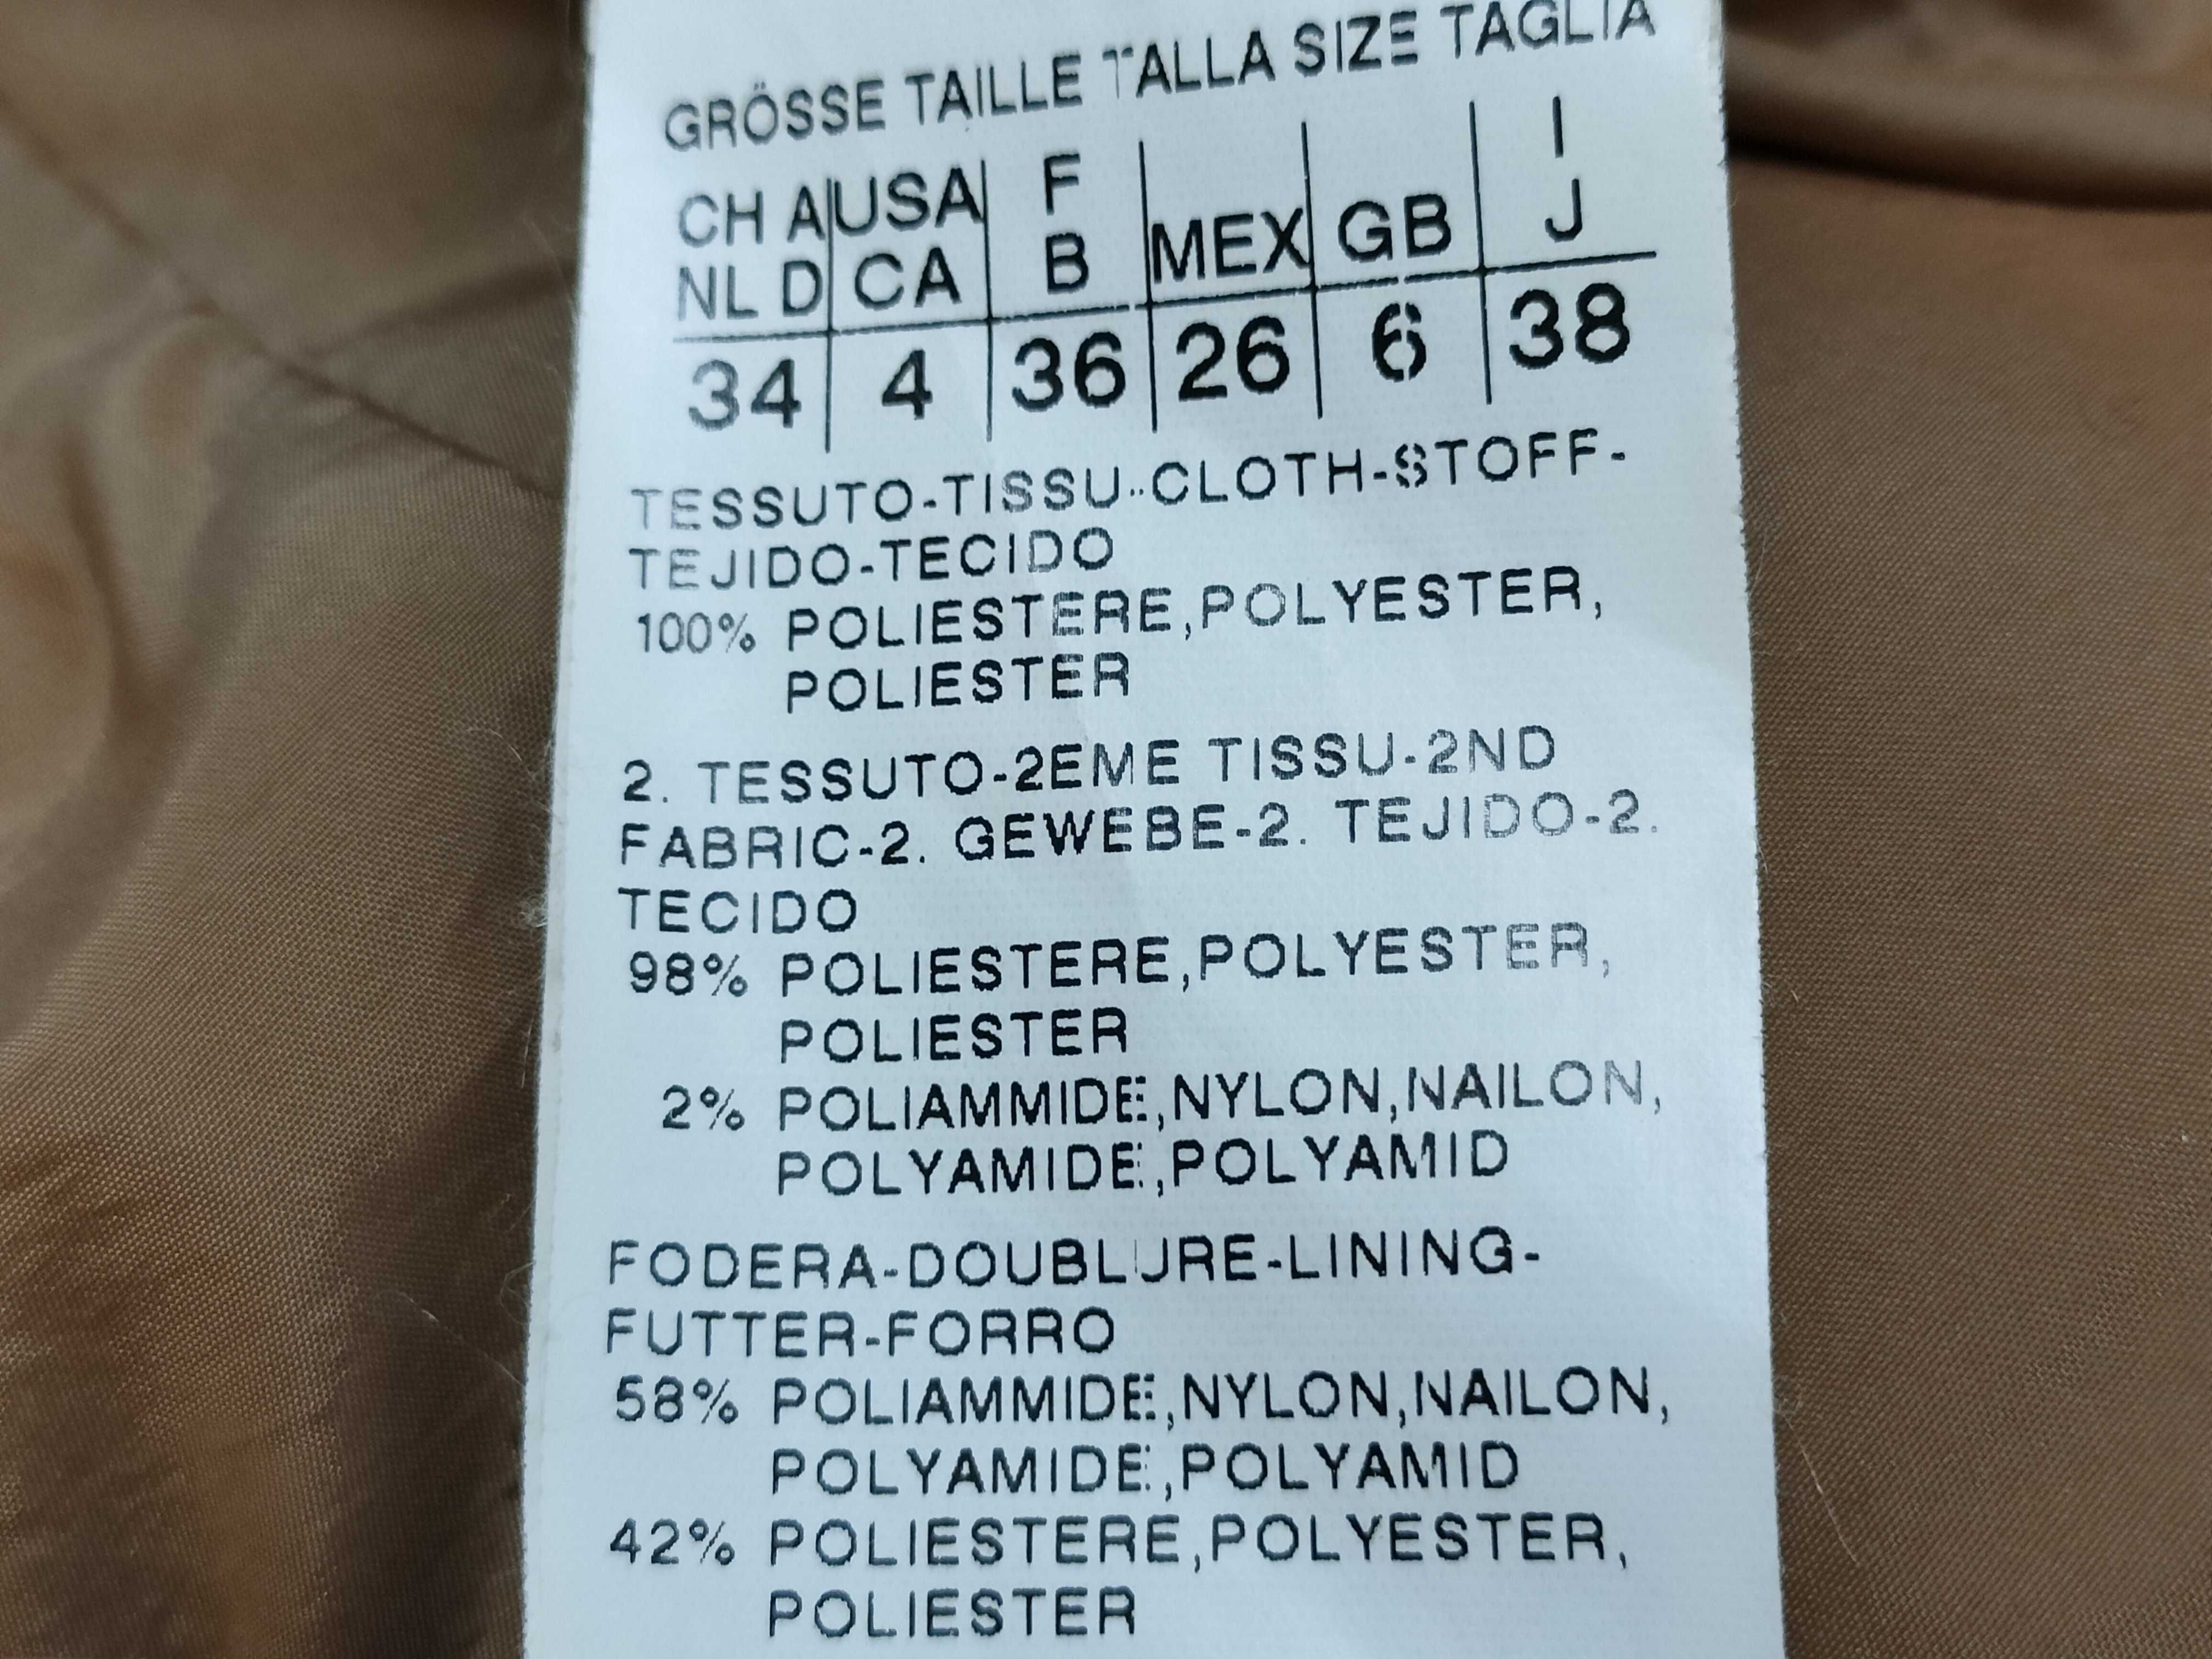 GRÖSSE TAILLE TALLA SIZE TAGLIA
CH A USA F MEX GB I
NL D CA B J
34 4 36 26 6 38
TESSUTO-TISSU-CLOTH-STOFF-
TEJIDO-TECIDO
100% POLIESTERE,POLYESTER,
POLIESTER
2. TESSUTO-2EME TISSU-2ND
FABRIC-2. GEWEBE-2. TEJIDO-2.
TECIDO
98% POLIESTERE,POLYESTER,
POLIESTER
2% POLIAMMIDE,NYLON,NAILON,
POLYAMIDE,POLYAMID
FODERA-DOUBLURE-LINING-
FUTTER-FORRO
58% POLIAMMIDE,NYLON,NAILON,
POLYAMIDE,POLYAMID
42% POLIESTERE,POLYESTER,
POLIESTER